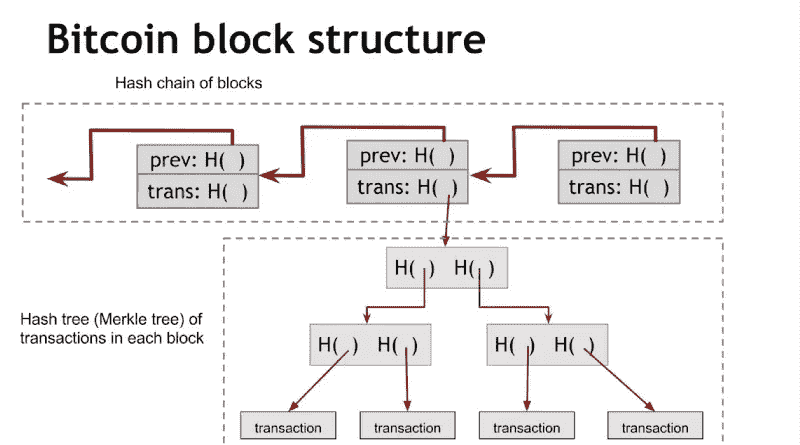 Bitcoin block structure
Hash chain of blocks
prev: H( )
trans: H( )
prev: H( )
trans: H( )
prev: H( )
trans: H( )
H( ) H( )
Hash tree (Merkle tree) of
transactions in each block
H( ) H( )
H( ) H( )
transaction
transaction
transaction
transaction